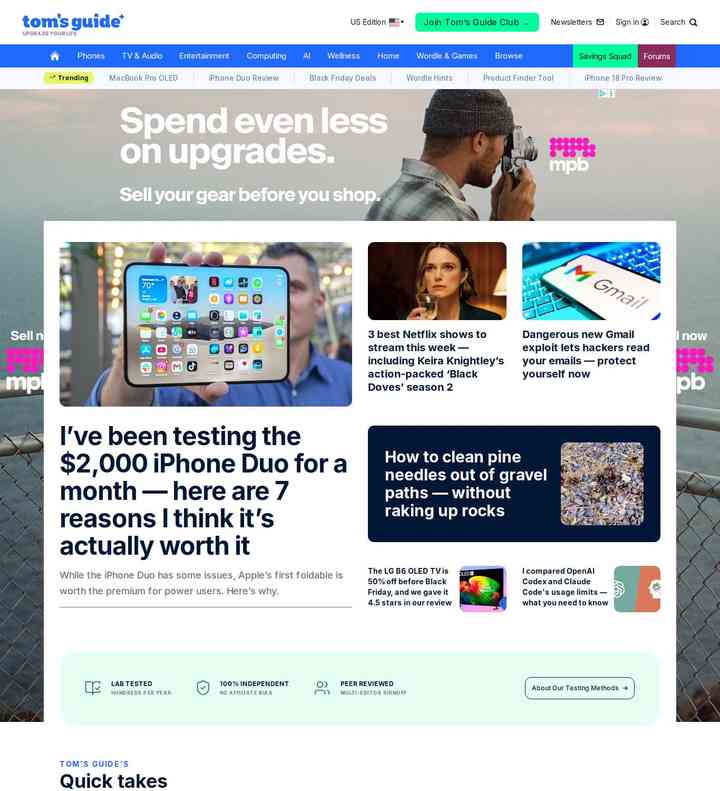 tom's guide
UPGRADE YOUR LIFE
US Edition
Join Tom's Guide Club →
Newsletters
Sign in
Search
Phones TV & Audio Entertainment Computing AI Wellness Home Wordle & Games Browse Savings Squad Forums
Trending MacBook Pro OLED iPhone Duo Review Black Friday Deals Wordle Hints Product Finder Tool iPhone 18 Pro Review
Spend even less
on upgrades.
Sell your gear before you shop.
mpb
3 best Netflix shows to
stream this week —
including Keira Knightley's
action-packed ‘Black
Doves’ season 2
Gmail
Dangerous new Gmail
exploit lets hackers read
your emails — protect
yourself now
I’ve been testing the
$2,000 iPhone Duo for a
month — here are 7
reasons I think it’s
actually worth it
While the iPhone Duo has some issues, Apple’s first foldable is
worth the premium for power users. Here’s why.
How to clean pine
needles out of gravel
paths — without
raking up rocks
The LG B6 OLED TV is
50% off before Black
Friday, and we gave it
4.5 stars in our review
I compared OpenAI
Codex and Claude
Code’s usage limits —
what you need to know
LAB TESTED
HUNDREDS PER YEAR
100% INDEPENDENT
NO AFFILIATE BIAS
PEER REVIEWED
MULTI-EDITOR SIGNOFF
About Our Testing Methods →
TOM’S GUIDE’S
Quick takes